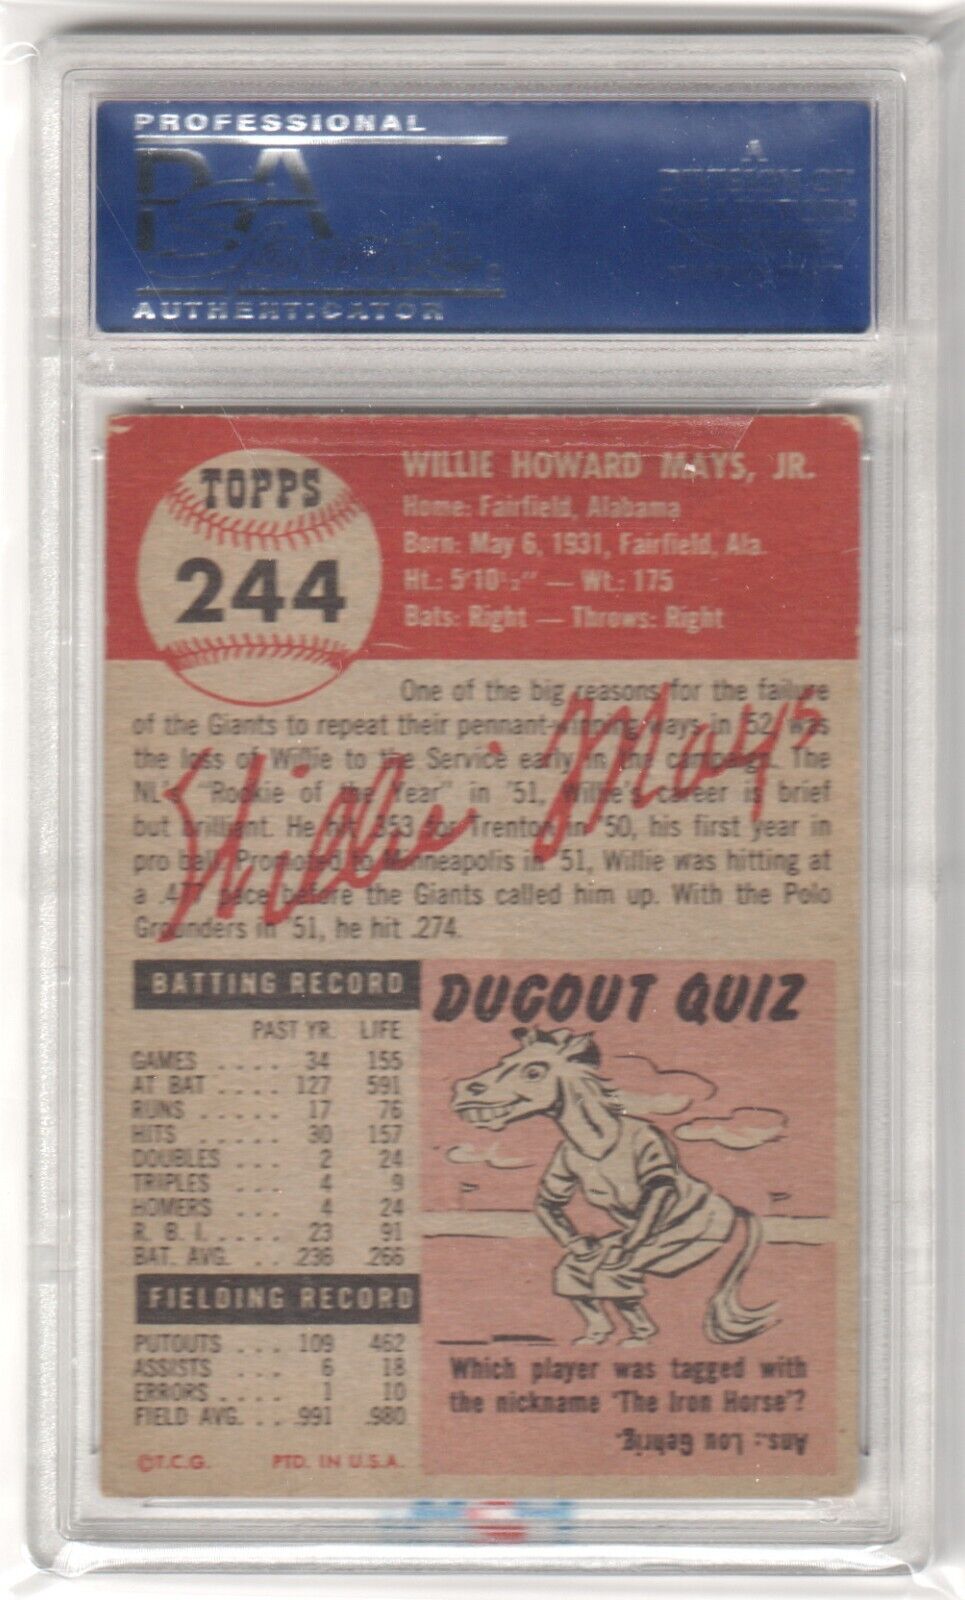 PROFESSIONAL
PSA
Sports
AUTHENTICATOR
A
DIVISION OF
COLLECTORS
UNIVERSE
TOPPS
244
WILLIE HOWARD MAYS, JR.
Home: Fairfield, Alabama
Born: May 6, 1931, Fairfield, Ala.
Ht.: 5'10½" — Wt.: 175
Bats: Right — Throws: Right
One of the big reasons for the failure
of the Giants to repeat their pennant-winning ways in '52, was
the loss of Willie to the Service early in the campaign. The
NL's "Rookie of the Year" in '51, Willie's career is brief
but brilliant. He hit .353 for Trenton in '50, his first year in
pro ball. Promoted to Minneapolis in '51, Willie was hitting at
a .477 pace before the Giants called him up. With the Polo
Grounders in '51, he hit .274.
Willie Mays
BATTING RECORD
PAST YR. LIFE
GAMES .... 34 155
AT BAT .... 127 591
RUNS ..... 17 76
HITS ..... 30 157
DOUBLES ... 2 24
TRIPLES ... 4 9
HOMERS ... 4 24
R. B. I. .... 23 91
BAT. AVG. .. .236 .266
FIELDING RECORD
PUTOUTS ... 109 462
ASSISTS .... 6 18
ERRORS .... 1 10
FIELD AVG. .. .991 .980
©T.C.G. PTD. IN U.S.A.
DUGOUT QUIZ
Which player was tagged with
the nickname 'The Iron Horse'?
Ans.: Lou Gehrig.